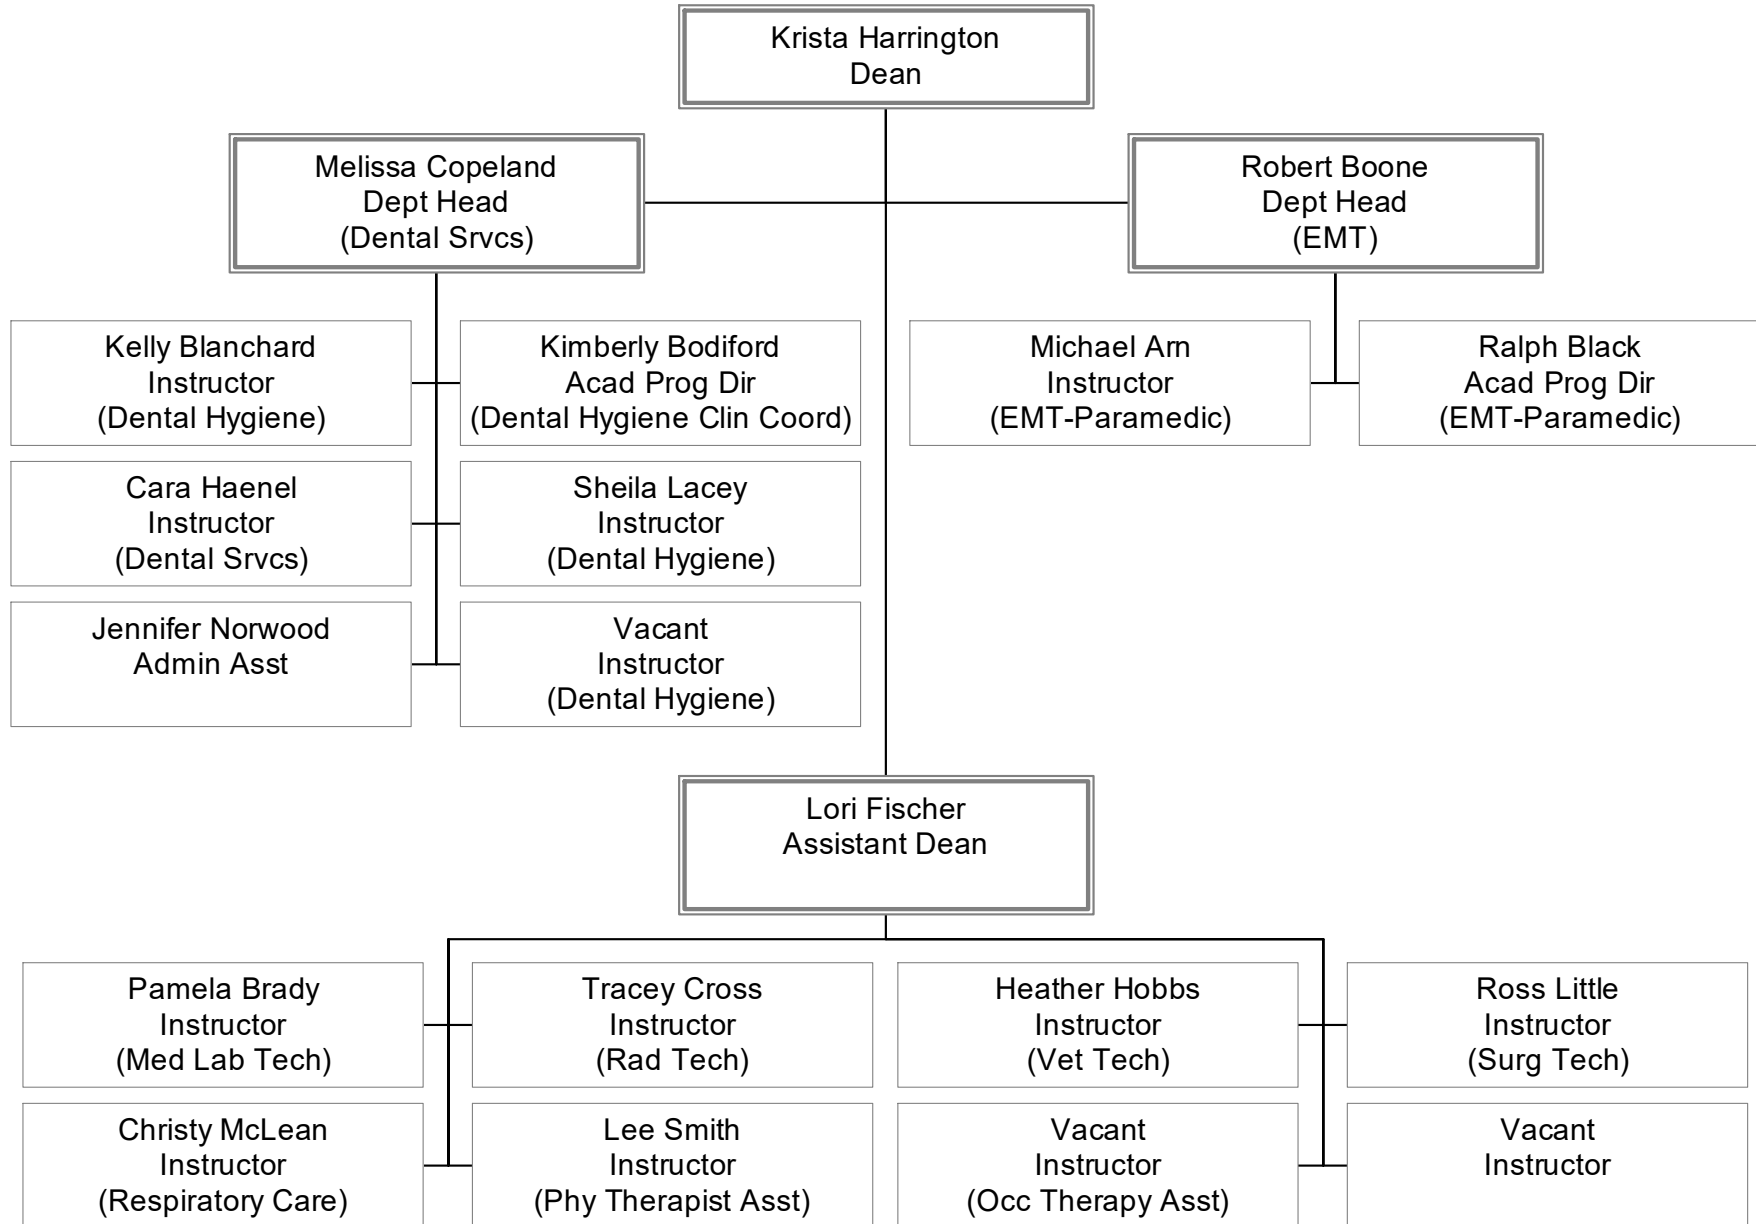 Krista Harrington
Dean
Melissa Copeland
Dept Head
(Dental Srvcs)
Robert Boone
Dept Head
(EMT)
Kelly Blanchard
Instructor
(Dental Hygiene)
Kimberly Bodiford
Acad Prog Dir
(Dental Hygiene Clin Coord)
Michael Arn
Instructor
(EMT-Paramedic)
Ralph Black
Acad Prog Dir
(EMT-Paramedic)
Cara Haenel
Instructor
(Dental Srvcs)
Sheila Lacey
Instructor
(Dental Hygiene)
Jennifer Norwood
Admin Asst
Vacant
Instructor
(Dental Hygiene)
Lori Fischer
Assistant Dean
Pamela Brady
Instructor
(Med Lab Tech)
Tracey Cross
Instructor
(Rad Tech)
Heather Hobbs
Instructor
(Vet Tech)
Ross Little
Instructor
(Surg Tech)
Christy McLean
Instructor
(Respiratory Care)
Lee Smith
Instructor
(Phy Therapist Asst)
Vacant
Instructor
(Occ Therapy Asst)
Vacant
Instructor